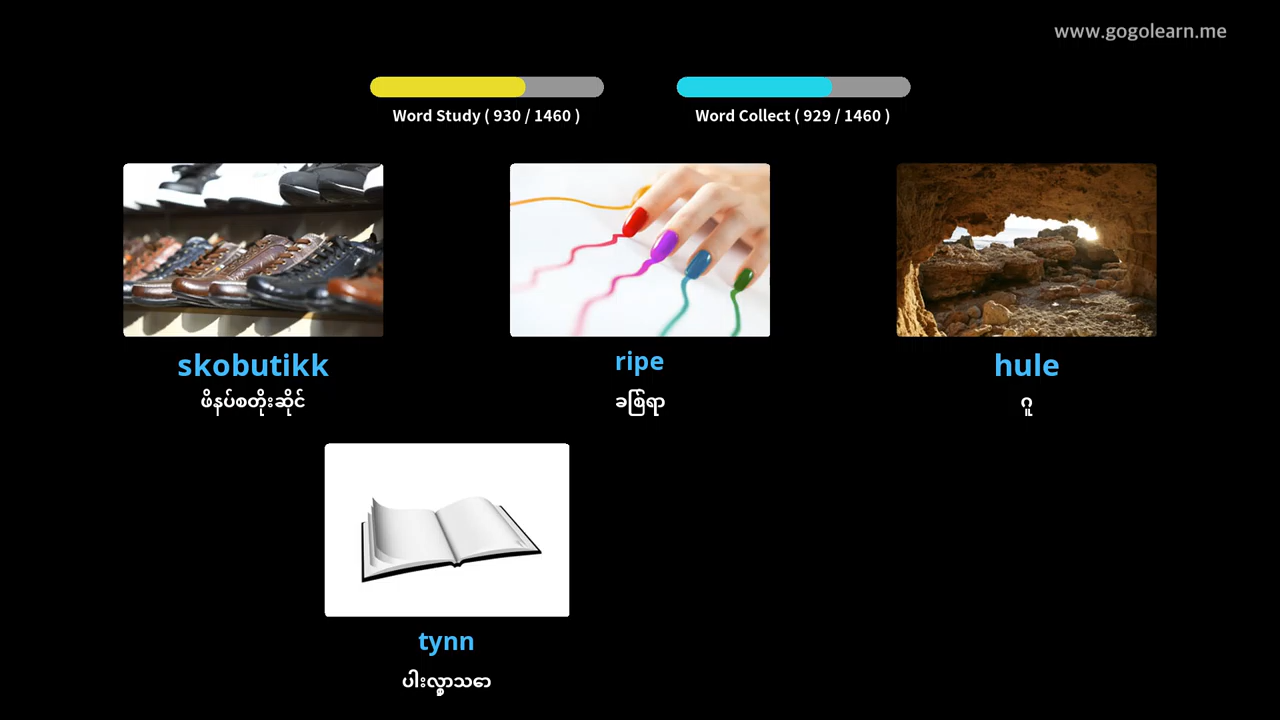 www.gogolearn.me
Word Study ( 930 / 1460 )
Word Collect ( 929 / 1460 )
skobutikk
ripe
hule
ဖိနပ်စတိုးဆိုင်
ခြစ်ရာ
ဂူ
tynn
ပါးလွှာသော